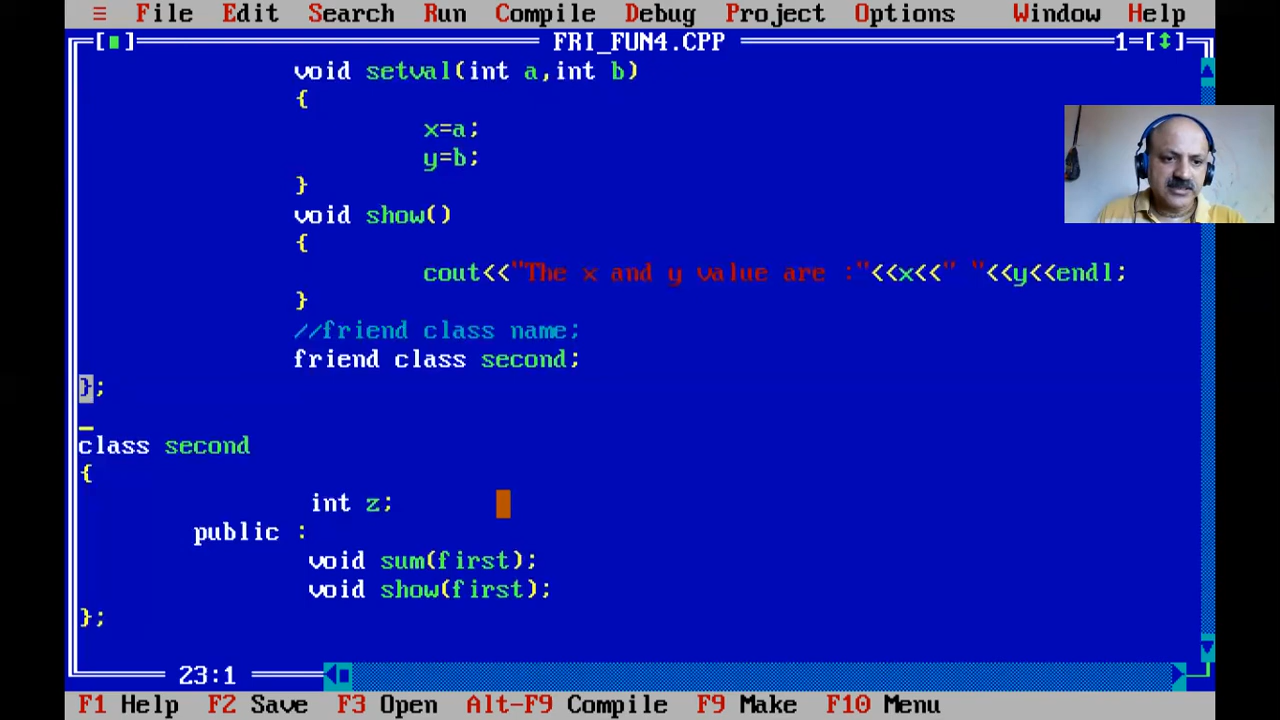 ≡ File Edit Search Run Compile Debug Project Options Window Help
[■] FRI_FUN4.CPP 1=[↕]
void setval(int a,int b)
{
x=a;
y=b;
}
void show()
{
cout<<"The x and y value are :"<<x<<" "<<y<<endl;
}
//friend class name;
friend class second;
};
class second
{
int z;
public :
void sum(first);
void show(first);
};
23:1
F1 Help F2 Save F3 Open Alt-F9 Compile F9 Make F10 Menu